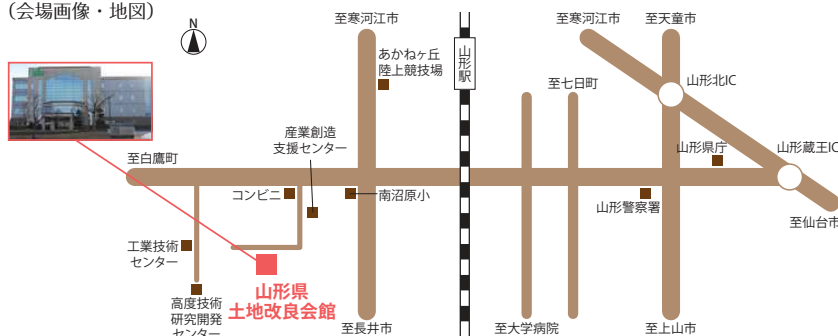 (会場画像・地図)
N
至寒河江市
至寒河江市
至天童市
山形駅
あかねヶ丘
陸上競技場
至七日町
山形北IC
産業創造
支援センター
至白鷹町
山形県庁
山形蔵王IC
コンビニ
南沼原小
山形警察署
至仙台市
工業技術
センター
山形県
土地改良会館
高度技術
研究開発
センター
至長井市
至大学病院
至上山市